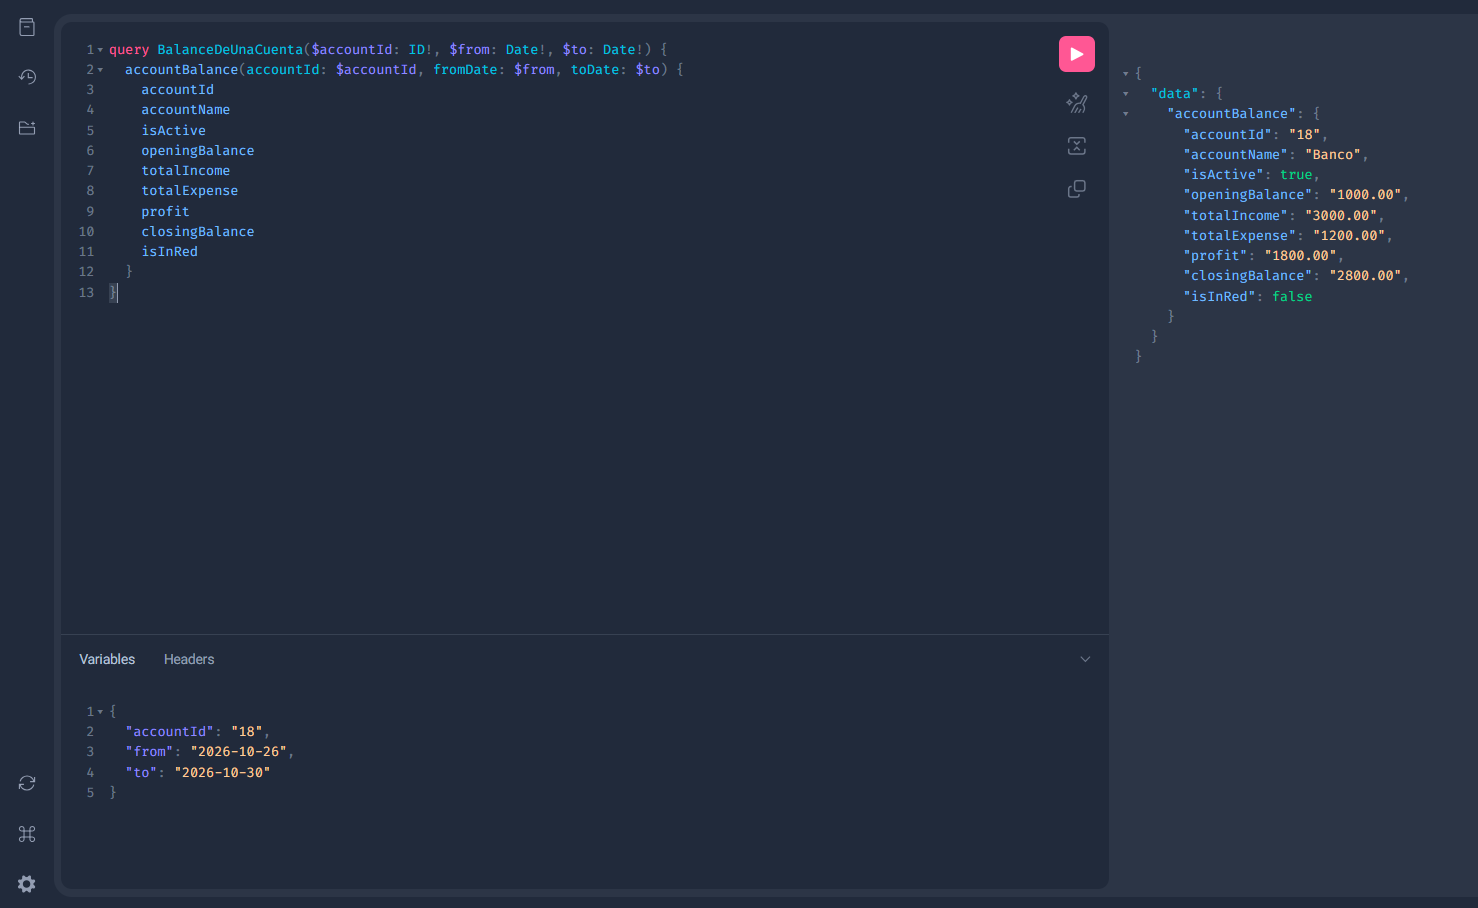 1 query BalanceDeUnaCuenta($accountId: ID!, $from: Date!, $to: Date!) {
2 accountBalance(accountId: $accountId, fromDate: $from, toDate: $to) {
3 accountId
4 accountName
5 isActive
6 openingBalance
7 totalIncome
8 totalExpense
9 profit
10 closingBalance
11 isInRed
12 }
13 }
Variables Headers
1 {
2 "accountId": "18",
3 "from": "2026-10-26",
4 "to": "2026-10-30"
5 }
{
"data": {
"accountBalance": {
"accountId": "18",
"accountName": "Banco",
"isActive": true,
"openingBalance": "1000.00",
"totalIncome": "3000.00",
"totalExpense": "1200.00",
"profit": "1800.00",
"closingBalance": "2800.00",
"isInRed": false
}
}
}